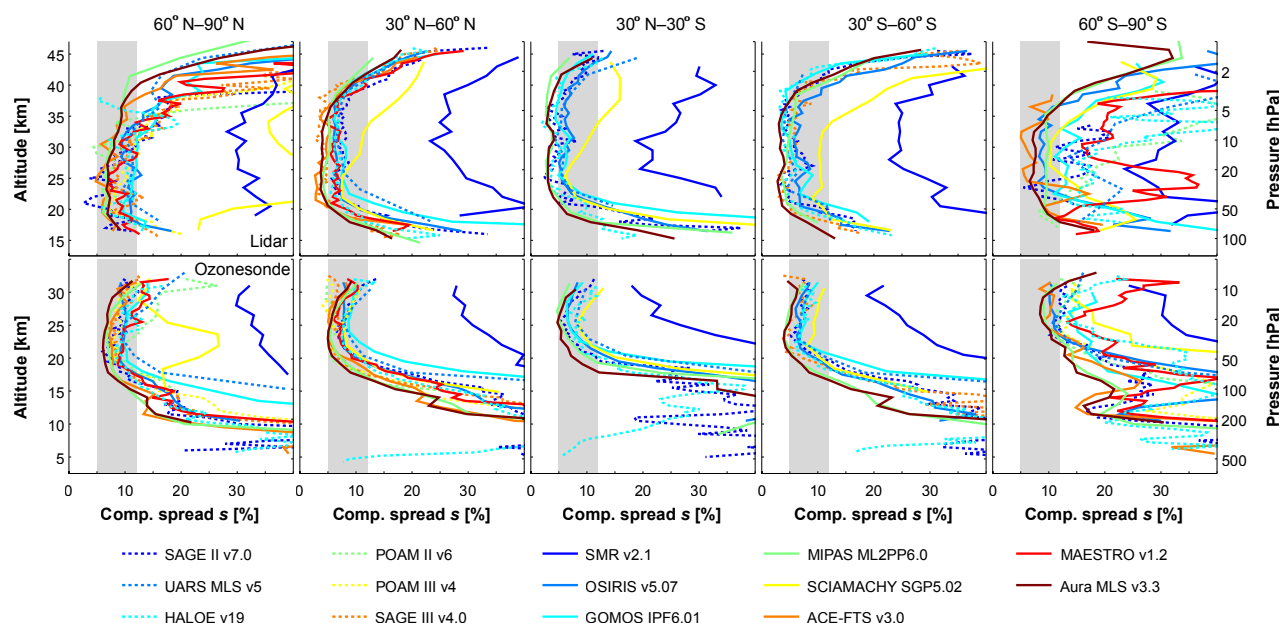 60° N–90° N 30° N–60° N 30° N–30° S 30° S–60° S 60° S–90° S
Altitude [km]
45
40
35
30
25
20
15
Lidar
2
5
10
20
50
100
Pressure [hPa]
Ozonesonde
Altitude [km]
30
25
20
15
10
5
10
20
50
100
200
500
Pressure [hPa]
0 10 20 30 0 10 20 30 0 10 20 30 0 10 20 30 0 10 20 30
Comp. spread s [%] Comp. spread s [%] Comp. spread s [%] Comp. spread s [%] Comp. spread s [%]
SAGE II v7.0 POAM II v6 SMR v2.1 MIPAS ML2PP6.0 MAESTRO v1.2
UARS MLS v5 POAM III v4 OSIRIS v5.07 SCIAMACHY SGP5.02 Aura MLS v3.3
HALOE v19 SAGE III v4.0 GOMOS IPF6.01 ACE-FTS v3.0